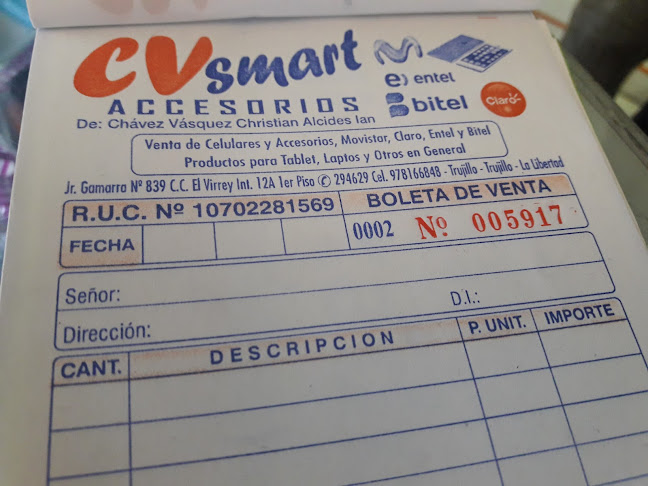 CVsmart
ACCESORIOS
De: Chávez Vásquez Christian Alcides Ian
entel
bitel
Claro
Venta de Celulares y Accesorios, Movistar, Claro, Entel y Bitel
Productos para Tablet, Laptos y Otros en General
Jr. Gamarra Nº 839 C.C. El Virrey Int. 12A 1er Piso ✆ 294629 Cel. 978166848 - Trujillo - Trujillo - La Libertad
R.U.C. Nº 10702281569
BOLETA DE VENTA
FECHA
0002 Nº 005917
Señor:
D.I.:
Dirección:
CANT. DESCRIPCION P. UNIT. IMPORTE